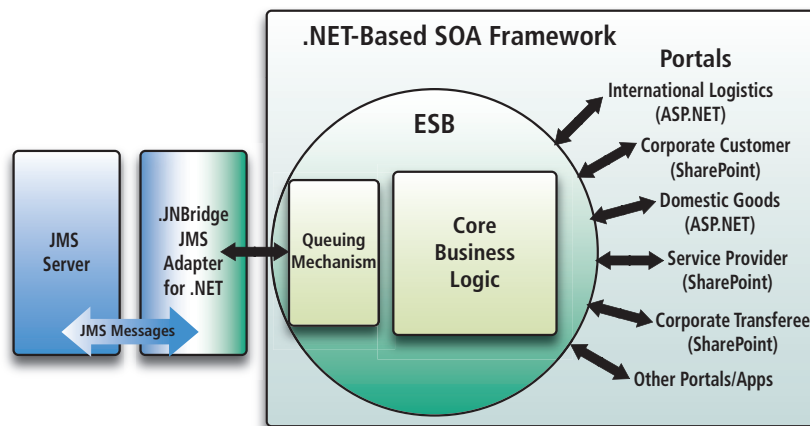 .NET-Based SOA Framework
Portals
International Logistics
(ASP.NET)
Corporate Customer
(SharePoint)
Domestic Goods
(ASP.NET)
Service Provider
(SharePoint)
Corporate Transferee
(SharePoint)
Other Portals/Apps
ESB
Queuing
Mechanism
Core
Business
Logic
.JNBridge
JMS
Adapter
for .NET
JMS
Server
JMS Messages